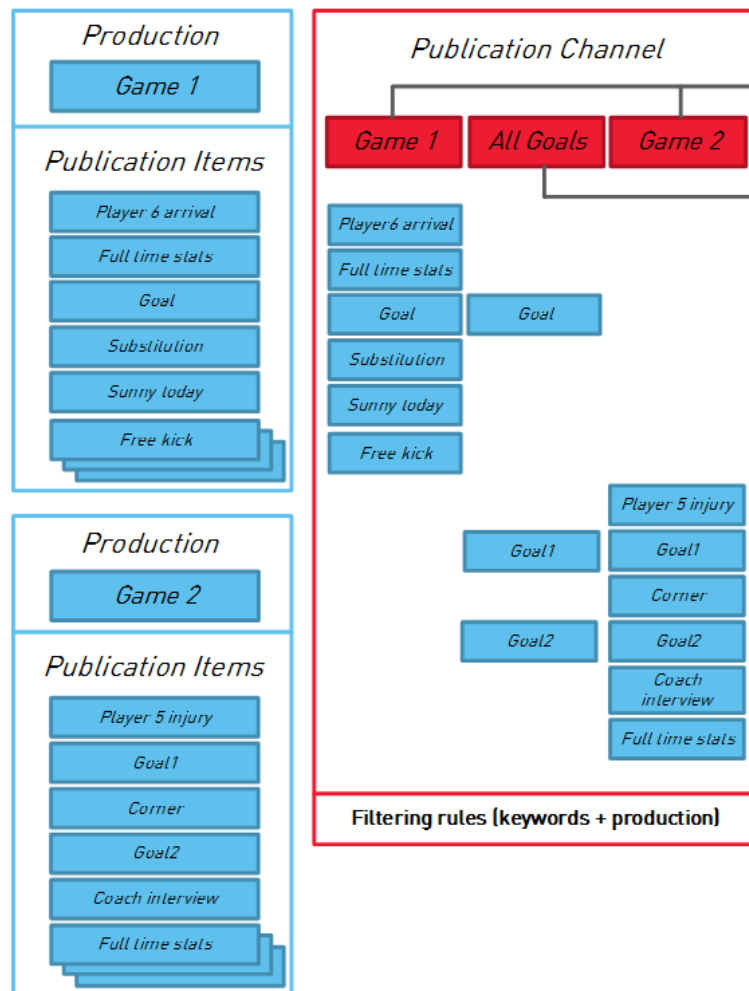 Production
Game 1
Publication Items
Player 6 arrival
Full time stats
Goal
Substitution
Sunny today
Free kick
Production
Game 2
Publication Items
Player 5 injury
Goal1
Corner
Goal2
Coach interview
Full time stats
Publication Channel
Game 1
All Goals
Game 2
Player6 arrival
Full time stats
Goal
Goal
Substitution
Sunny today
Free kick
Player 5 injury
Goal1
Goal1
Corner
Goal2
Goal2
Coach
interview
Full time stats
Filtering rules (keywords + production)